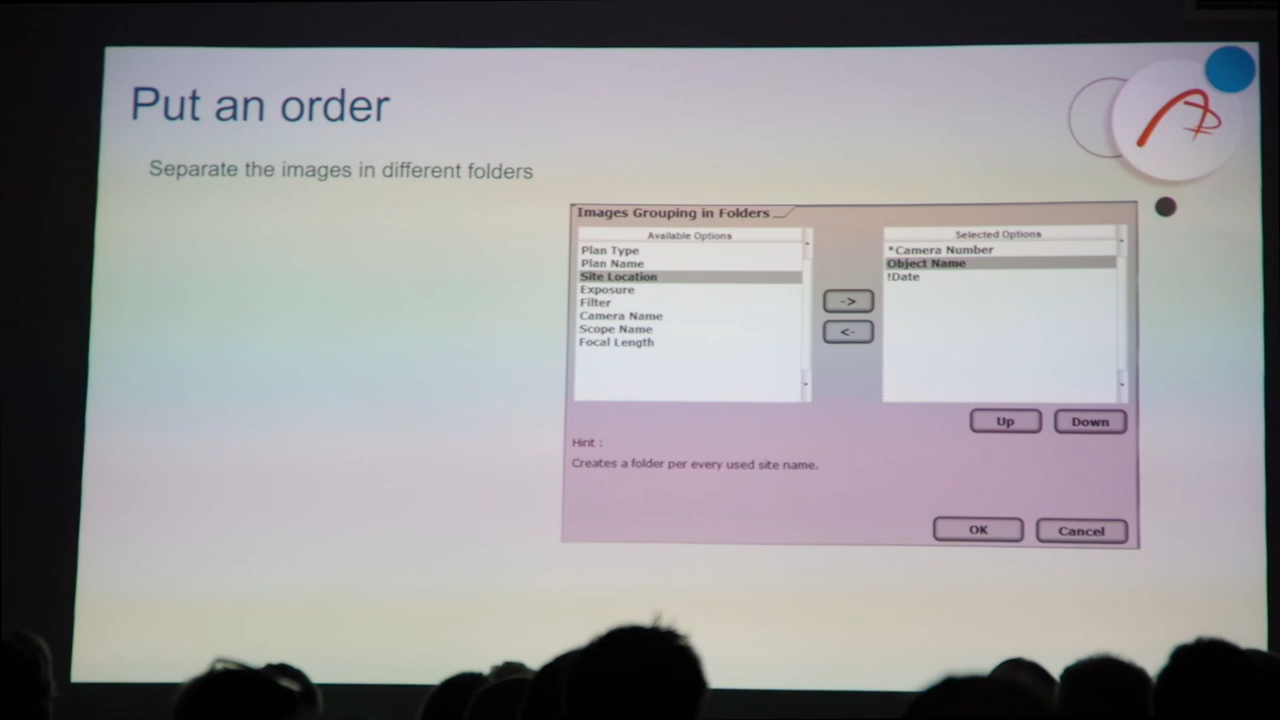 Put an order
Separate the images in different folders
Images Grouping in Folders
Available Options
Plan Type
Plan Name
Site Location
Exposure
Filter
Camera Name
Scope Name
Focal Length
->
<-
Selected Options
*Camera Number
Object Name
!Date
Up
Down
Hint :
Creates a folder per every used site name.
OK
Cancel